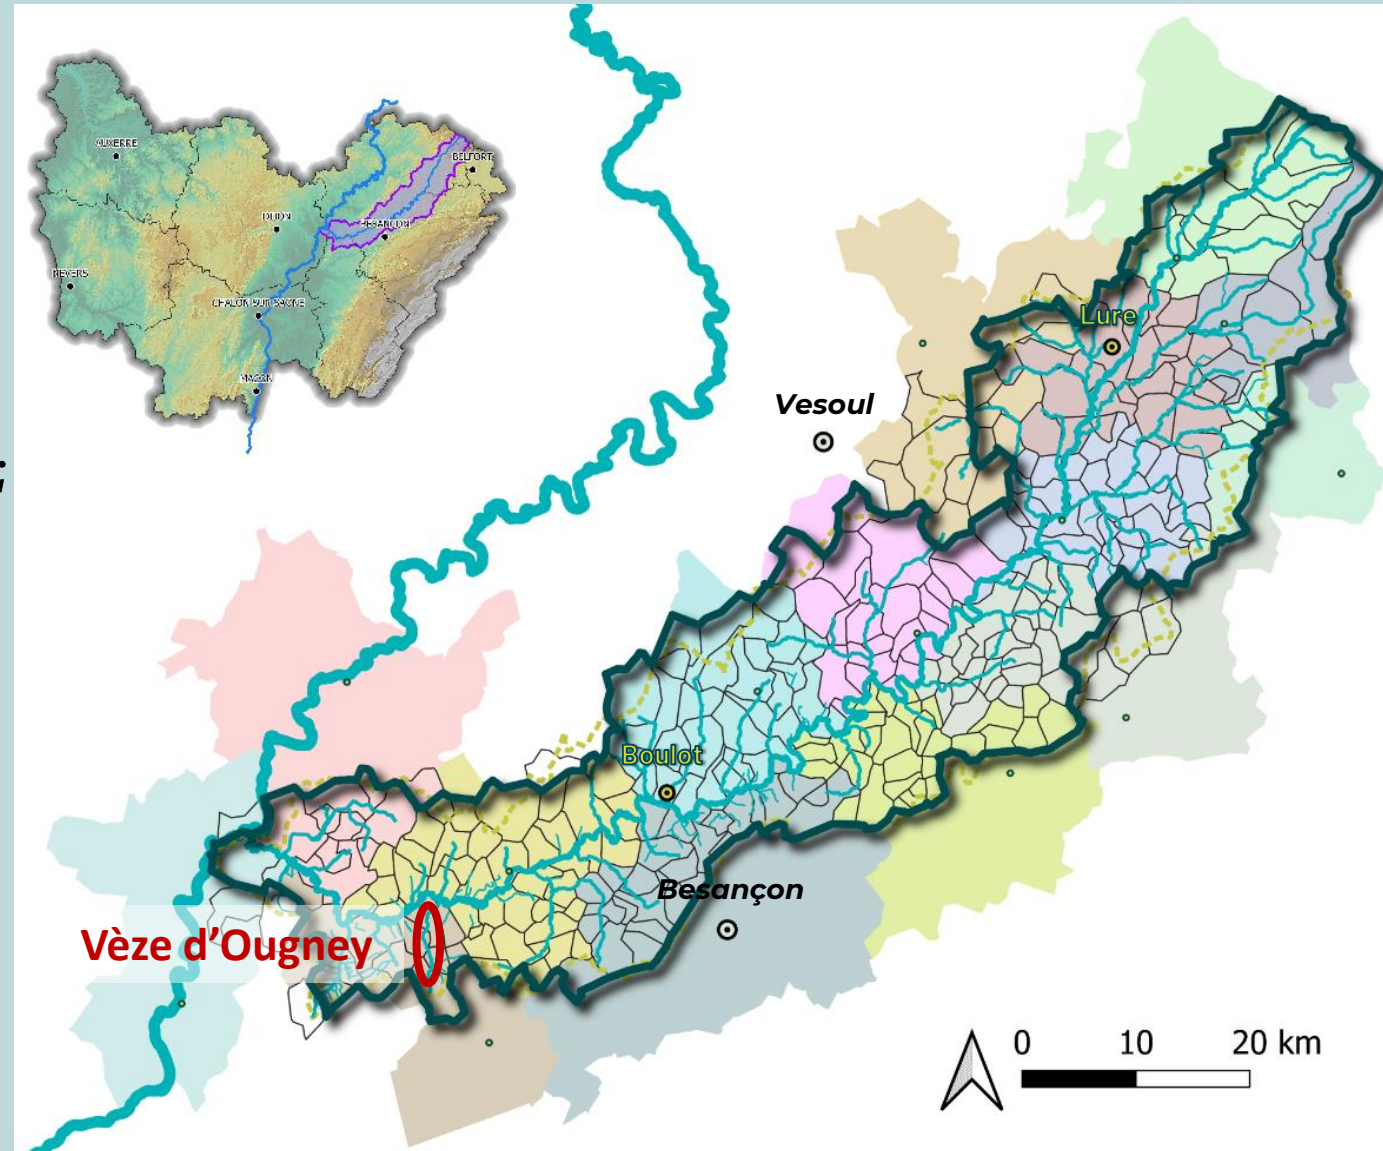 AUXERRE
BELFORT
DIJON
BESANCON
NEVERS
CHALON SUR SAONE
MACON
Lure
Vesoul
Boulot
Besançon
Vèze d'Ougney
0 10 20 km